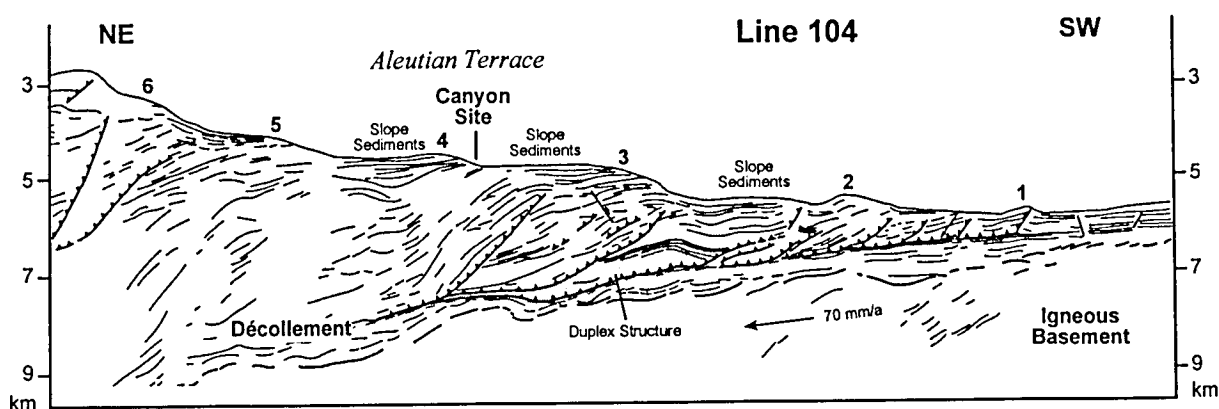 NE
Line 104
SW
Aleutian Terrace
3
6
Canyon
Site
3
5
Slope
Sediments
4
Slope
Sediments
3
5
Slope
Sediments
2
1
5
7
7
Décollement
Duplex Structure
70 mm/a
Igneous
Basement
9
km
9
km